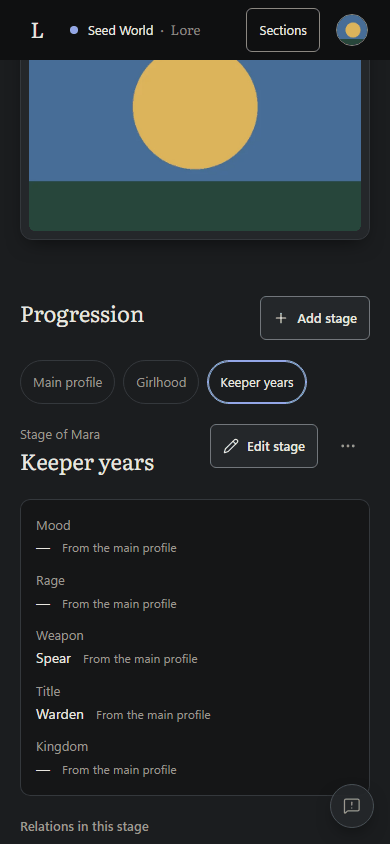 L
Seed World · Lore
Sections
Progression
Add stage
Main profile
Girlhood
Keeper years
Stage of Mara
Keeper years
Edit stage
Mood
— From the main profile
Rage
— From the main profile
Weapon
Spear From the main profile
Title
Warden From the main profile
Kingdom
— From the main profile
Relations in this stage